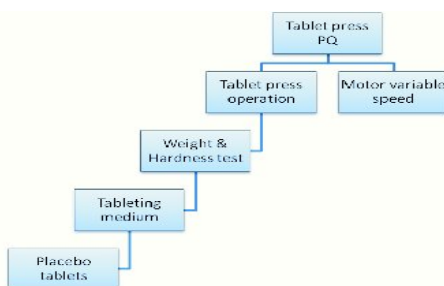 Tablet press
PQ
Tablet press
operation
Motor variable
speed
Weight &
Hardness test
Tableting
medium
Placebo
tablets